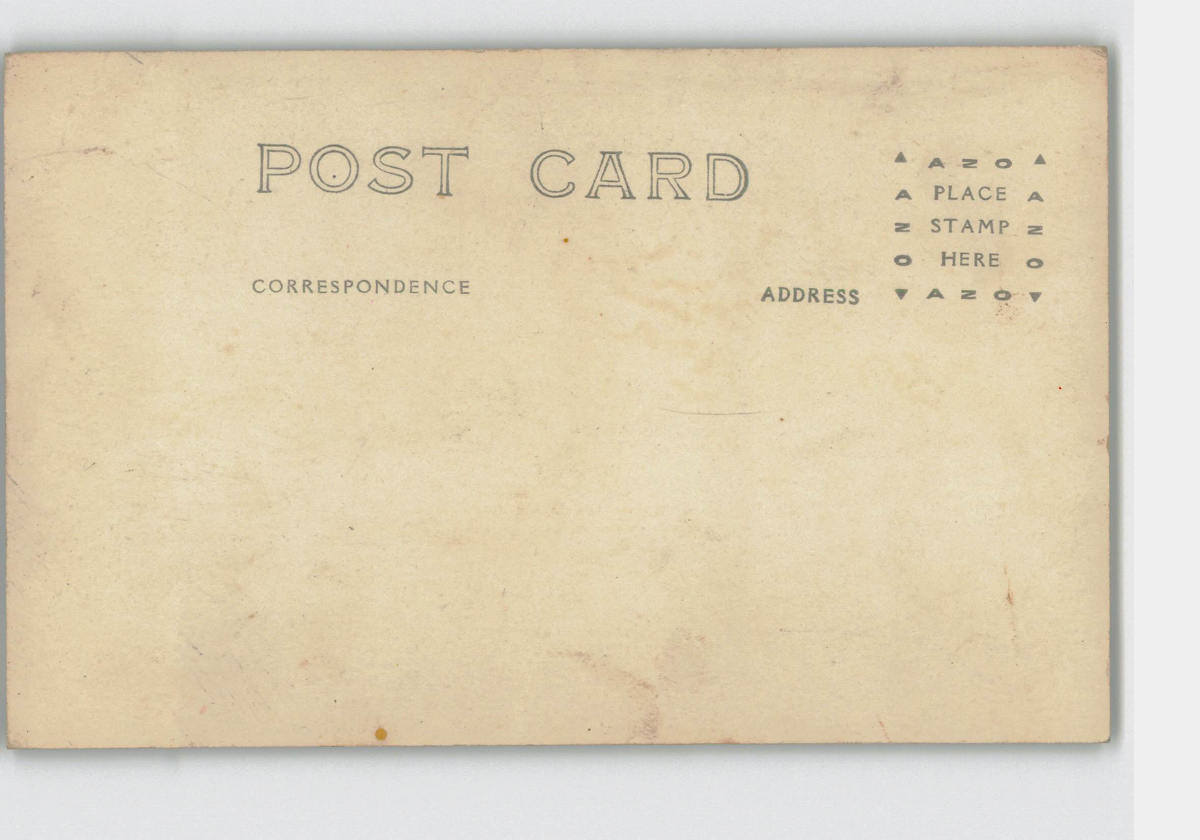 POST CARD
CORRESPONDENCE
ADDRESS
▲ AZO ▲
A PLACE A
Z STAMP Z
O HERE O
▼ AZO ▼